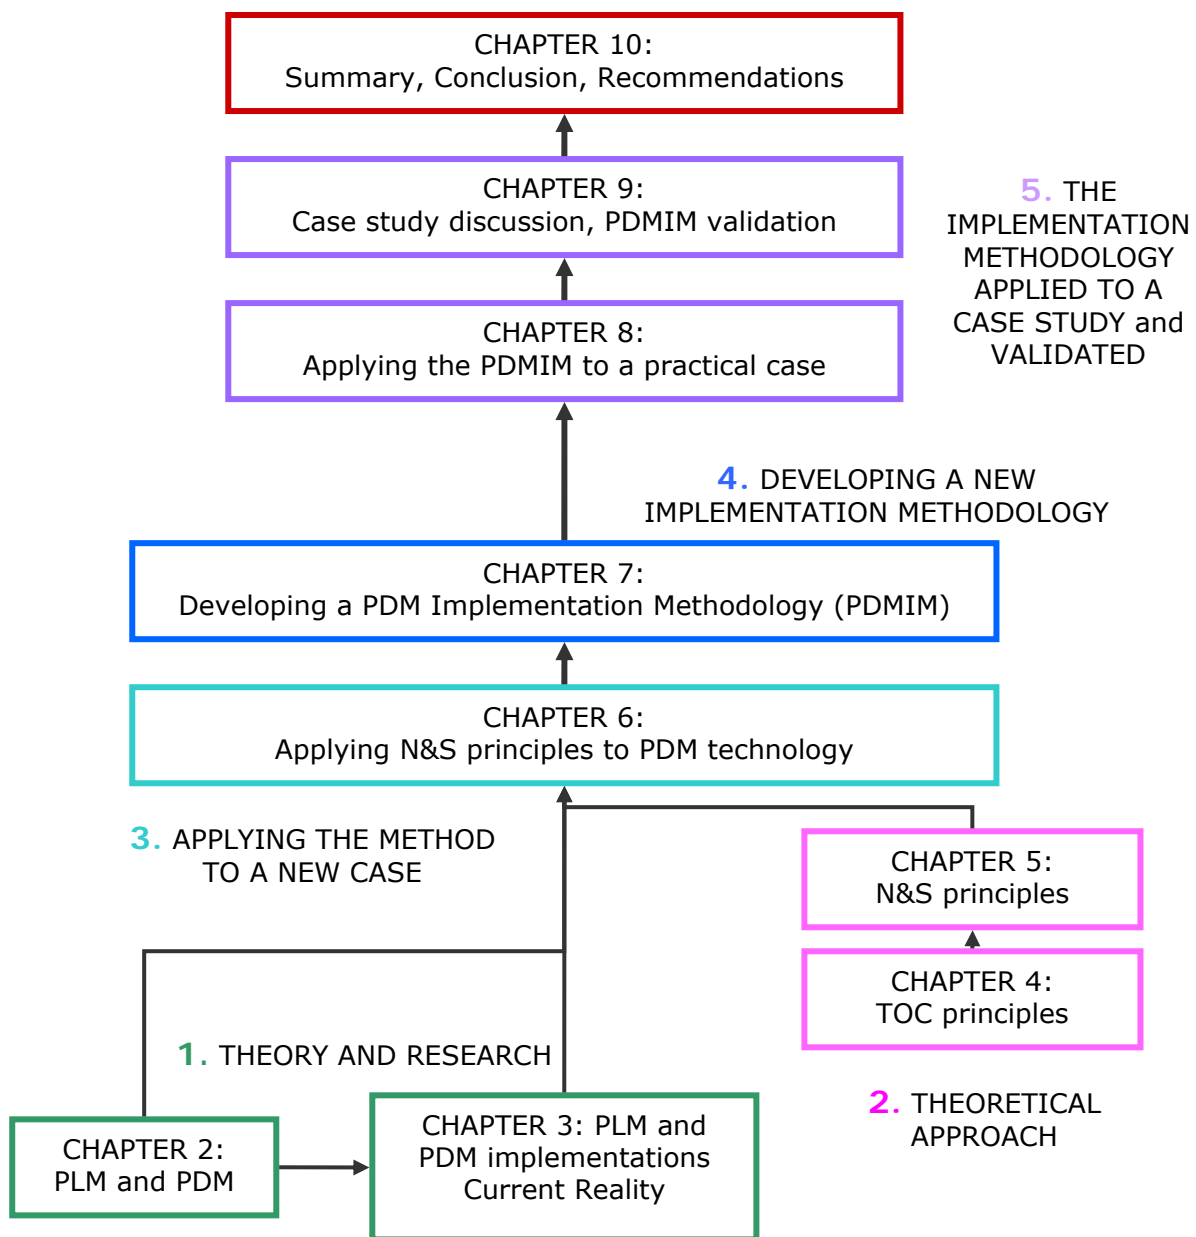 CHAPTER 10:
Summary, Conclusion, Recommendations
CHAPTER 9:
Case study discussion, PDMIM validation
5. THE
IMPLEMENTATION
METHODOLOGY
APPLIED TO A
CASE STUDY and
VALIDATED
CHAPTER 8:
Applying the PDMIM to a practical case
4. DEVELOPING A NEW
IMPLEMENTATION METHODOLOGY
CHAPTER 7:
Developing a PDM Implementation Methodology (PDMIM)
CHAPTER 6:
Applying N&S principles to PDM technology
3. APPLYING THE METHOD
TO A NEW CASE
CHAPTER 5:
N&S principles
CHAPTER 4:
TOC principles
1. THEORY AND RESEARCH
2. THEORETICAL
APPROACH
CHAPTER 2:
PLM and PDM
CHAPTER 3: PLM and
PDM implementations
Current Reality